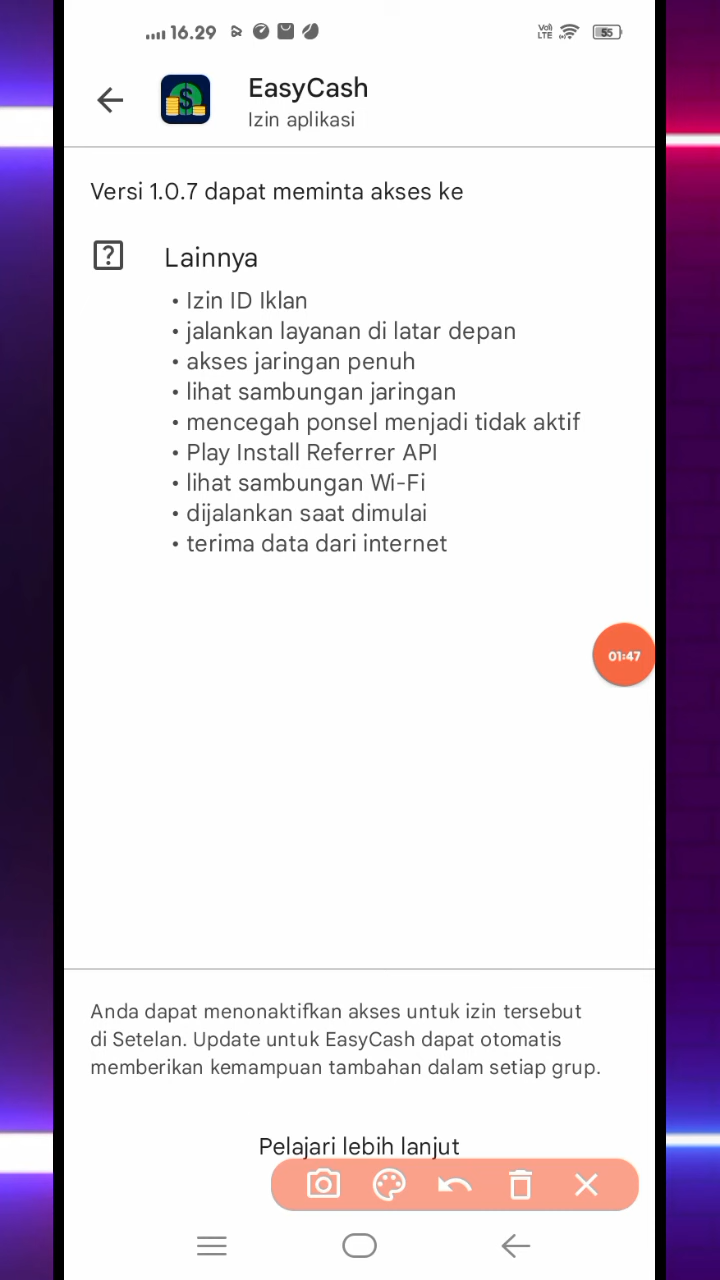 16.29
Vo))
LTE
55
EasyCash
Izin aplikasi
Versi 1.0.7 dapat meminta akses ke
Lainnya
• Izin ID Iklan
• jalankan layanan di latar depan
• akses jaringan penuh
• lihat sambungan jaringan
• mencegah ponsel menjadi tidak aktif
• Play Install Referrer API
• lihat sambungan Wi-Fi
• dijalankan saat dimulai
• terima data dari internet
01:47
Anda dapat menonaktifkan akses untuk izin tersebut
di Setelan. Update untuk EasyCash dapat otomatis
memberikan kemampuan tambahan dalam setiap grup.
Pelajari lebih lanjut